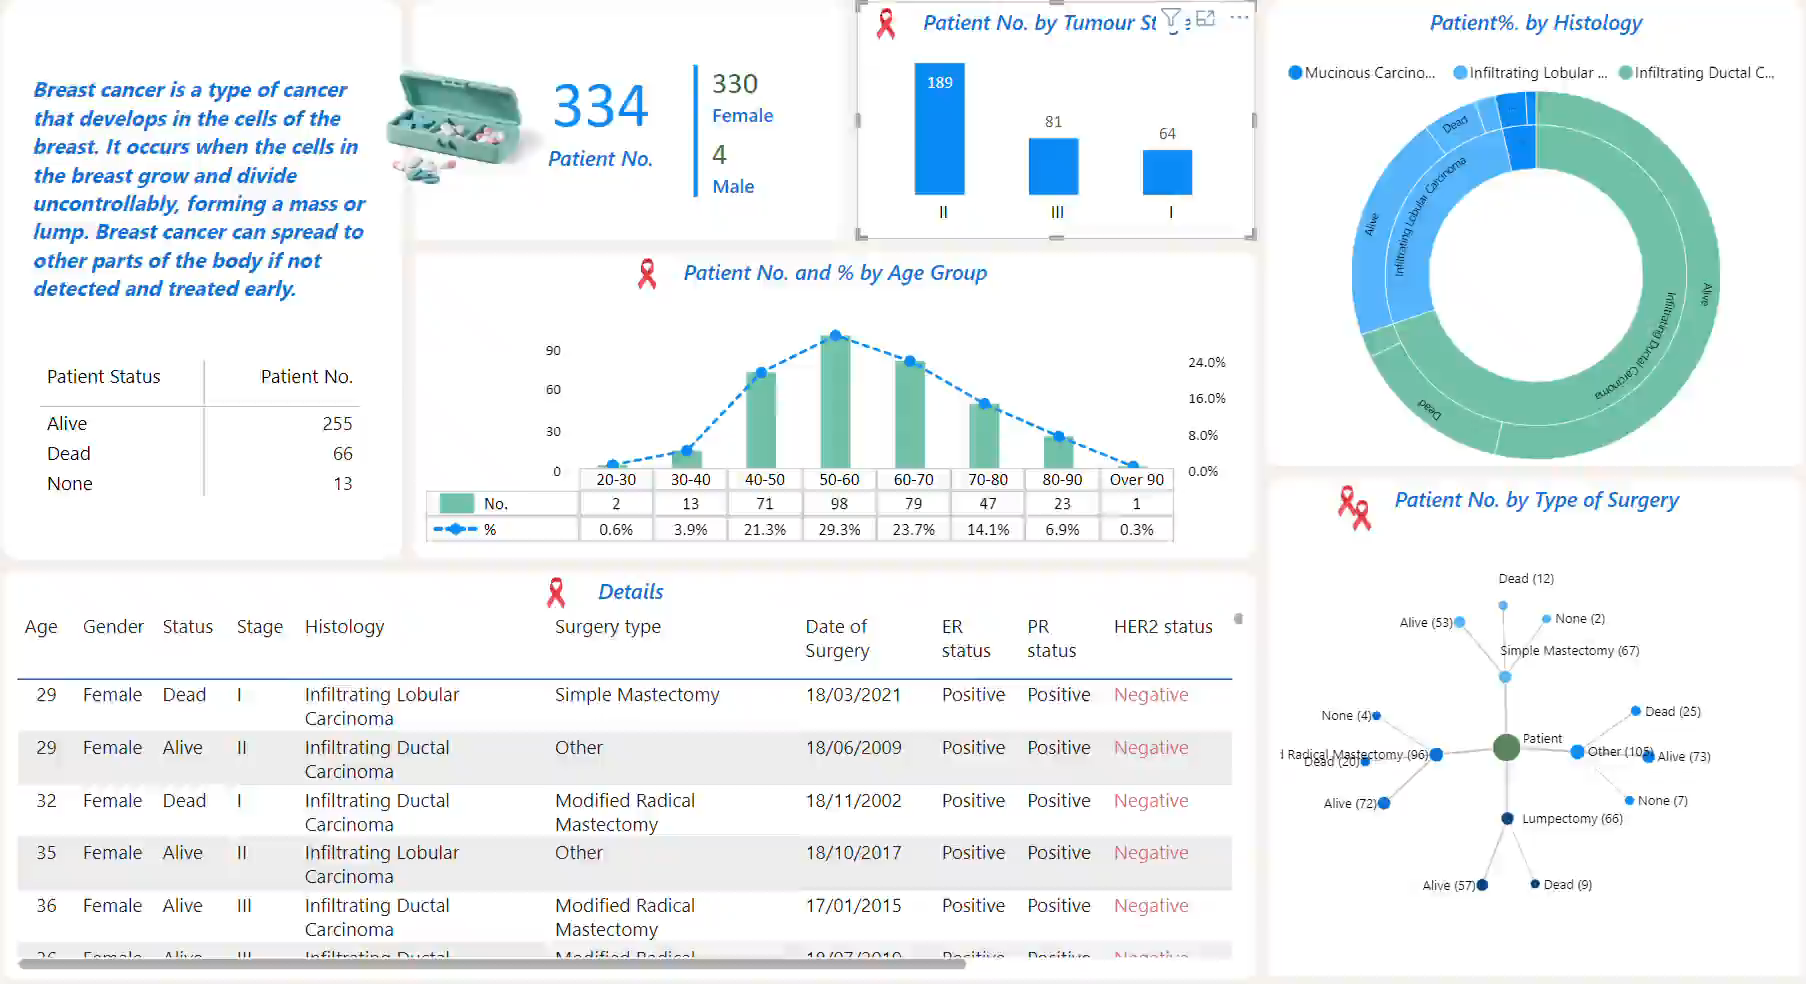 Breast cancer is a type of cancer
that develops in the cells of the
breast. It occurs when the cells in
the breast grow and divide
uncontrollably, forming a mass or
lump. Breast cancer can spread to
other parts of the body if not
detected and treated early.
Patient Status Patient No.
Alive 255
Dead 66
None 13
334
Patient No.
330
Female
4
Male
Patient No. by Tumour St
189
81
64
II III I
Patient No. and % by Age Group
90
60
30
0
24.0%
16.0%
8.0%
0.0%
20-30 30-40 40-50 50-60 60-70 70-80 80-90 Over 90
No. 2 13 71 98 79 47 23 1
% 0.6% 3.9% 21.3% 29.3% 23.7% 14.1% 6.9% 0.3%
Patient%. by Histology
Mucinous Carcino... Infiltrating Lobular ... Infiltrating Ductal C...
Dead
Infiltrating Lobular Carcinoma
Alive
Alive
Infiltrating Ductal Carcinoma
Dead
Details
Age Gender Status Stage Histology Surgery type Date of Surgery ER status PR status HER2 status
29 Female Dead I Infiltrating Lobular Carcinoma Simple Mastectomy 18/03/2021 Positive Positive Negative
29 Female Alive II Infiltrating Ductal Carcinoma Other 18/06/2009 Positive Positive Negative
32 Female Dead I Infiltrating Ductal Carcinoma Modified Radical Mastectomy 18/11/2002 Positive Positive Negative
35 Female Alive II Infiltrating Lobular Carcinoma Other 18/10/2017 Positive Positive Negative
36 Female Alive III Infiltrating Ductal Carcinoma Modified Radical Mastectomy 17/01/2015 Positive Positive Negative
Patient No. by Type of Surgery
Dead (12)
Alive (53)
None (2)
Simple Mastectomy (67)
None (4)
Dead (25)
Patient
Radical Mastectomy (96)
Other (105)
Alive (73)
Dead (20)
Alive (72)
None (7)
Lumpectomy (66)
Alive (57)
Dead (9)